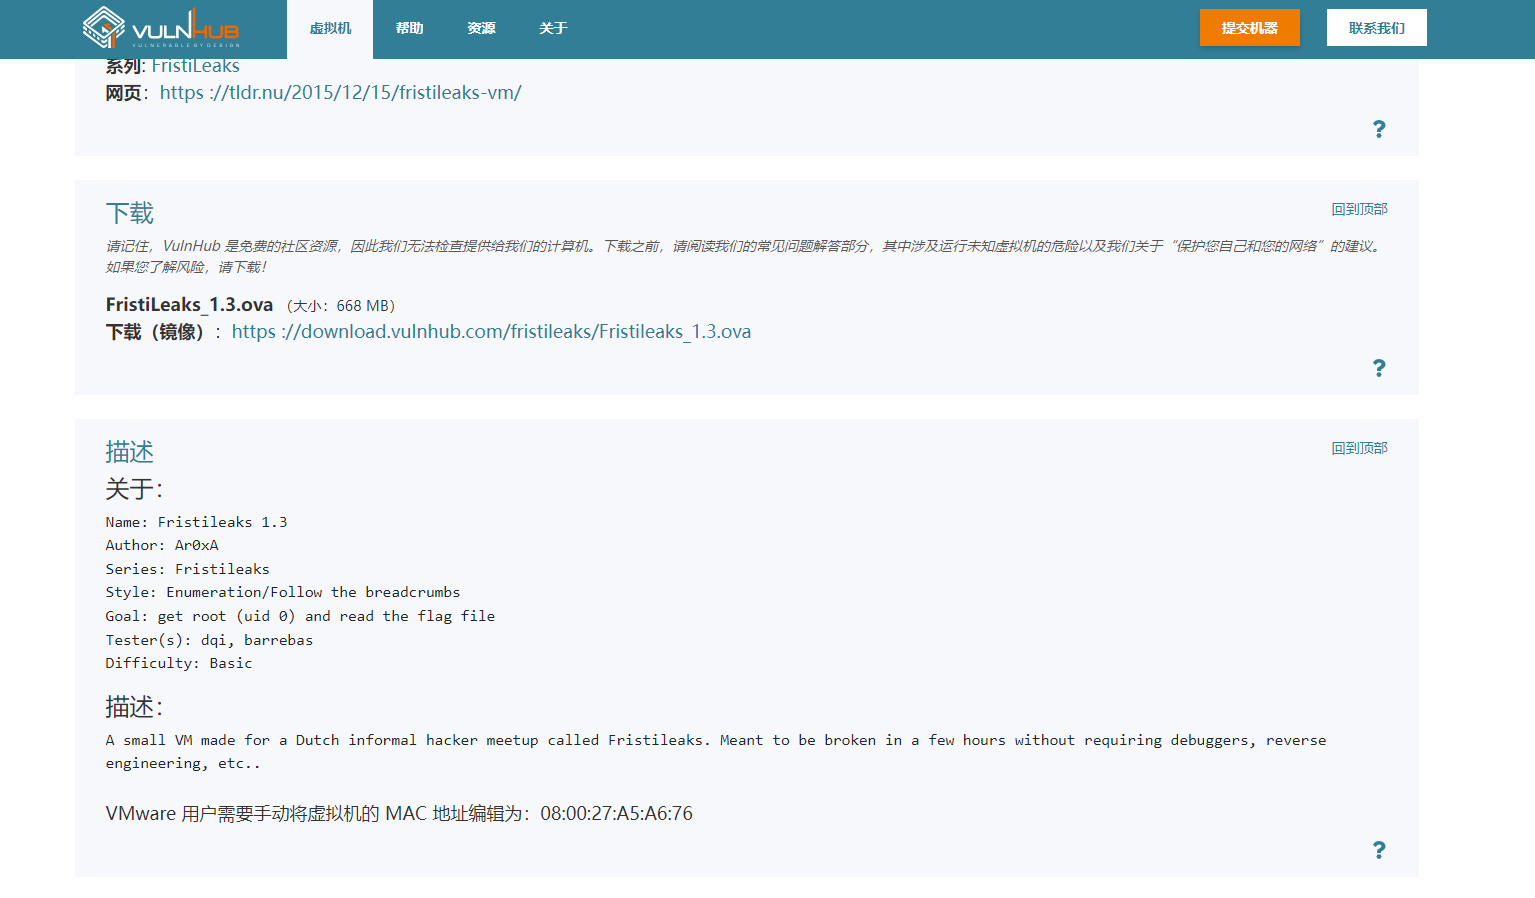 VULNHUB
VULNERABLE BY DESIGN
虚拟机
帮助
资源
关于
提交机器
联系我们
系列: FristiLeaks
网页：https ://tldr.nu/2015/12/15/fristileaks-vm/
?
下载
回到顶部
请记住，VulnHub 是免费的社区资源，因此我们无法检查提供给我们的计算机。下载之前，请阅读我们的常见问题解答部分，其中涉及运行未知虚拟机的危险以及我们关于“保护您自己和您的网络”的建议。
如果您了解风险，请下载！
FristiLeaks_1.3.ova （大小：668 MB）
下载（镜像）：https ://download.vulnhub.com/fristileaks/Fristileaks_1.3.ova
?
描述
回到顶部
关于：
Name: Fristileaks 1.3
Author: Ar0xA
Series: Fristileaks
Style: Enumeration/Follow the breadcrumbs
Goal: get root (uid 0) and read the flag file
Tester(s): dqi, barrebas
Difficulty: Basic
描述：
A small VM made for a Dutch informal hacker meetup called Fristileaks. Meant to be broken in a few hours without requiring debuggers, reverse
engineering, etc..
VMware 用户需要手动将虚拟机的 MAC 地址编辑为：08:00:27:A5:A6:76
?